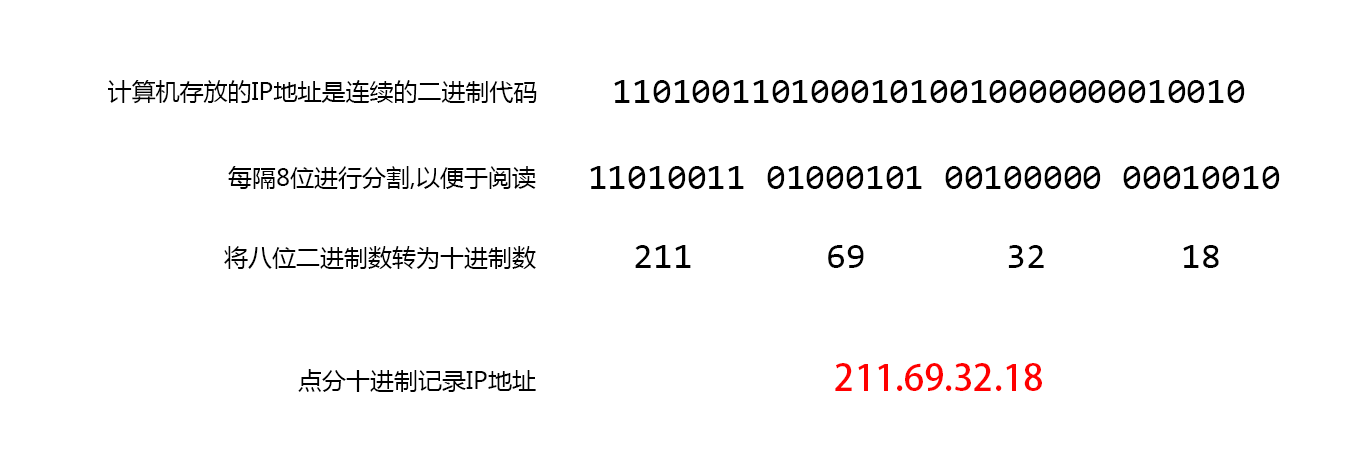 计算机存放的IP地址是连续的二进制代码 11010011010001010010000000010010
每隔8位进行分割,以便于阅读 11010011 01000101 00100000 00010010
将八位二进制数转为十进制数 211 69 32 18
点分十进制记录IP地址 211.69.32.18